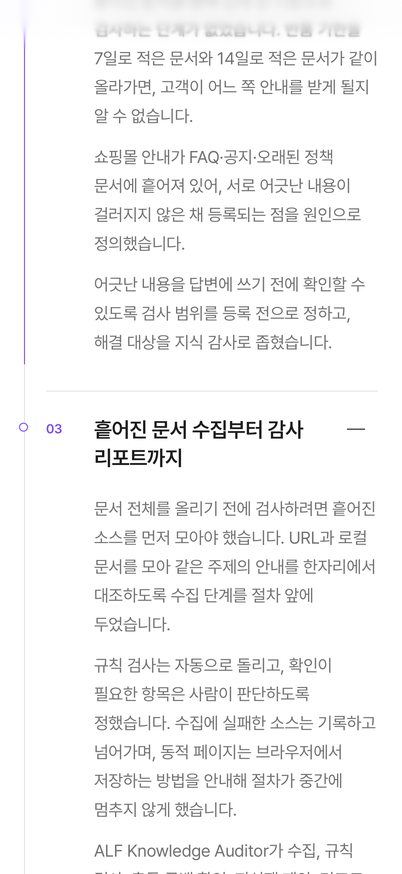 검사하는 단계가 없었습니다. 반품 기한을
7일로 적은 문서와 14일로 적은 문서가 같이
올라가면, 고객이 어느 쪽 안내를 받게 될지
알 수 없습니다.
쇼핑몰 안내가 FAQ·공지·오래된 정책
문서에 흩어져 있어, 서로 어긋난 내용이
걸러지지 않은 채 등록되는 점을 원인으로
정의했습니다.
어긋난 내용을 답변에 쓰기 전에 확인할 수
있도록 검사 범위를 등록 전으로 정하고,
해결 대상을 지식 감사로 좁혔습니다.
03 흩어진 문서 수집부터 감사
리포트까지
문서 전체를 올리기 전에 검사하려면 흩어진
소스를 먼저 모아야 했습니다. URL과 로컬
문서를 모아 같은 주제의 안내를 한자리에서
대조하도록 수집 단계를 절차 앞에
두었습니다.
규칙 검사는 자동으로 돌리고, 확인이
필요한 항목은 사람이 판단하도록
정했습니다. 수집에 실패한 소스는 기록하고
넘어가며, 동적 페이지는 브라우저에서
저장하는 방법을 안내해 절차가 중간에
멈추지 않게 했습니다.
ALF Knowledge Auditor가 수집, 규칙